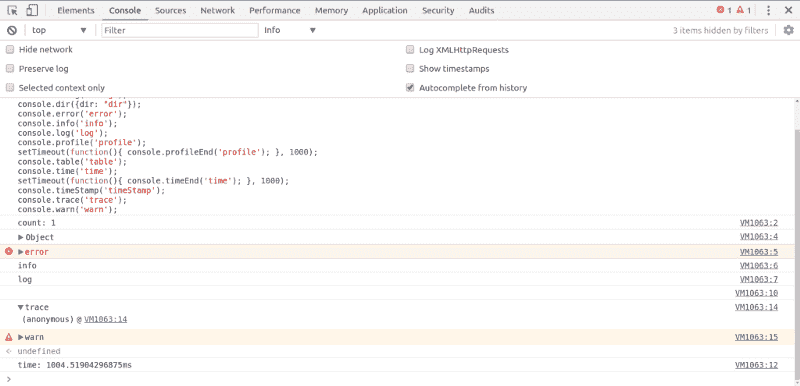 Elements Console Sources Network Performance Memory Application Security Audits 1 1
top Filter Info 3 items hidden by filters
Hide network Log XMLHttpRequests
Preserve log Show timestamps
Selected context only Autocomplete from history
console.dir({dir: "dir"});
console.error('error');
console.info('info');
console.log('log');
console.profile('profile');
setTimeout(function(){ console.profileEnd('profile'); }, 1000);
console.table('table');
console.time('time');
setTimeout(function(){ console.timeEnd('time'); }, 1000);
console.timeStamp('timeStamp');
console.trace('trace');
console.warn('warn');
count: 1 VM1063:2
Object VM1063:4
error VM1063:5
info VM1063:6
log VM1063:7
VM1063:10
trace VM1063:14
(anonymous) @ VM1063:14
warn VM1063:15
undefined
time: 1004.51904296875ms VM1063:12